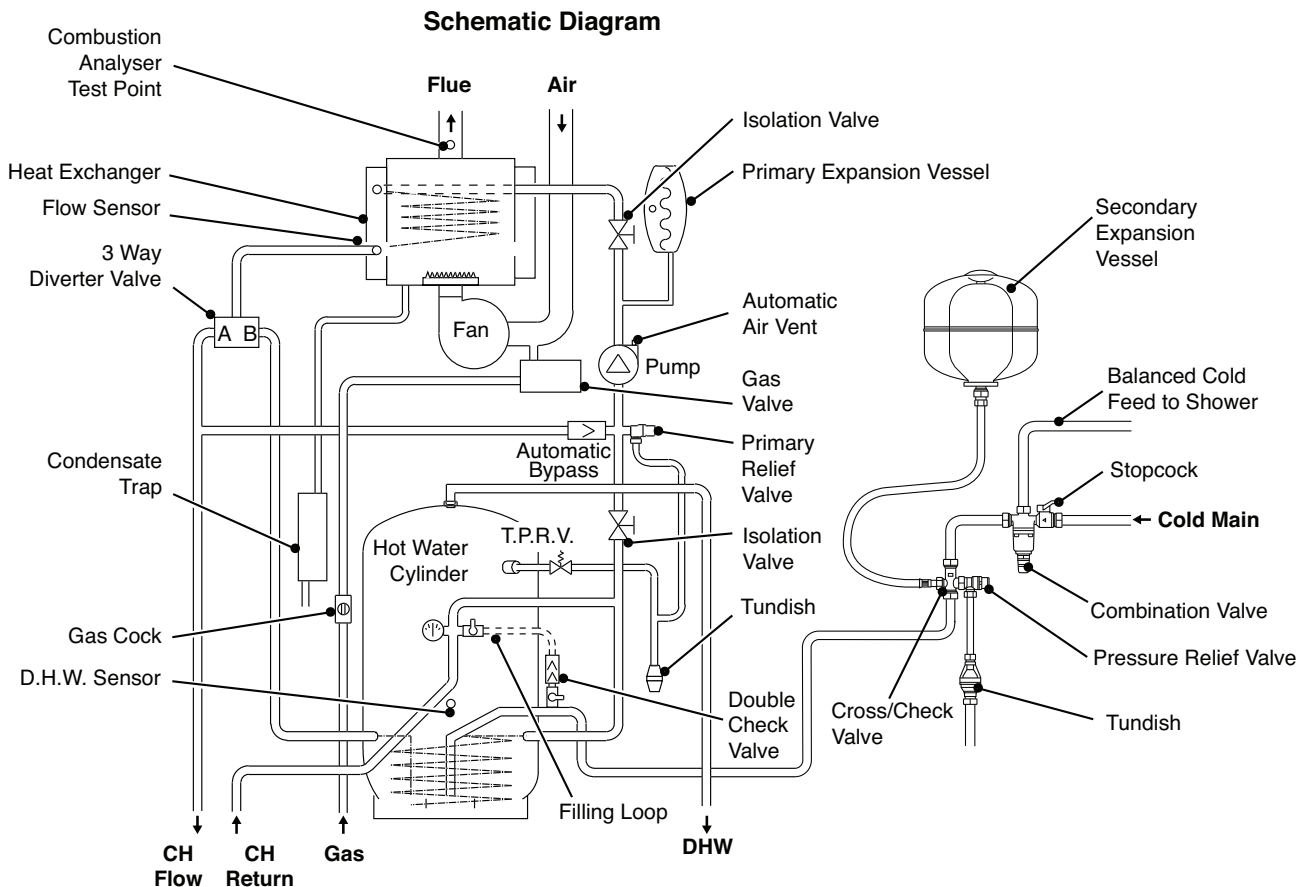 Schematic Diagram
Combustion
Analyser
Test Point
Flue
Air
Isolation Valve
Heat Exchanger
Primary Expansion Vessel
Flow Sensor
Secondary
Expansion
Vessel
3 Way
Diverter Valve
Automatic
Air Vent
A B
Fan
Pump
Gas
Valve
Balanced Cold
Feed to Shower
Condensate
Trap
Automatic
Bypass
Primary
Relief
Valve
Stopcock
Cold Main
T.P.R.V.
Hot Water
Cylinder
Isolation
Valve
Combination Valve
Gas Cock
Tundish
Pressure Relief Valve
D.H.W. Sensor
Double
Check
Valve
Cross/Check
Valve
Tundish
Filling Loop
CH
Flow
CH
Return
Gas
DHW